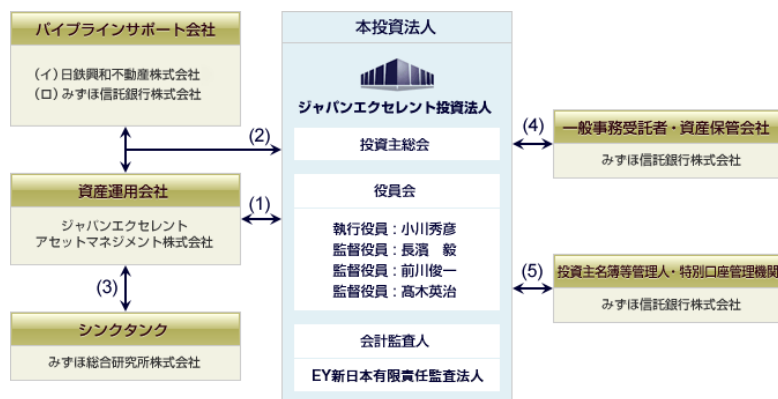 パイプラインサポート会社
(イ)日鉄興和不動産株式会社
(ロ)みずほ信託銀行株式会社
(2)
資産運用会社
ジャパンエクセレント
アセットマネジメント株式会社
(1)
(3)
シンクタンク
みずほ総合研究所株式会社
本投資法人
ジャパンエクセレント投資法人
投資主総会
役員会
執行役員:小川秀彦
監督役員:長濱 毅
監督役員:前川俊一
監督役員:髙木英治
会計監査人
EY新日本有限責任監査法人
(4)
一般事務受託者・資産保管会社
みずほ信託銀行株式会社
(5)
投資主名簿等管理人・特別口座管理機関
みずほ信託銀行株式会社